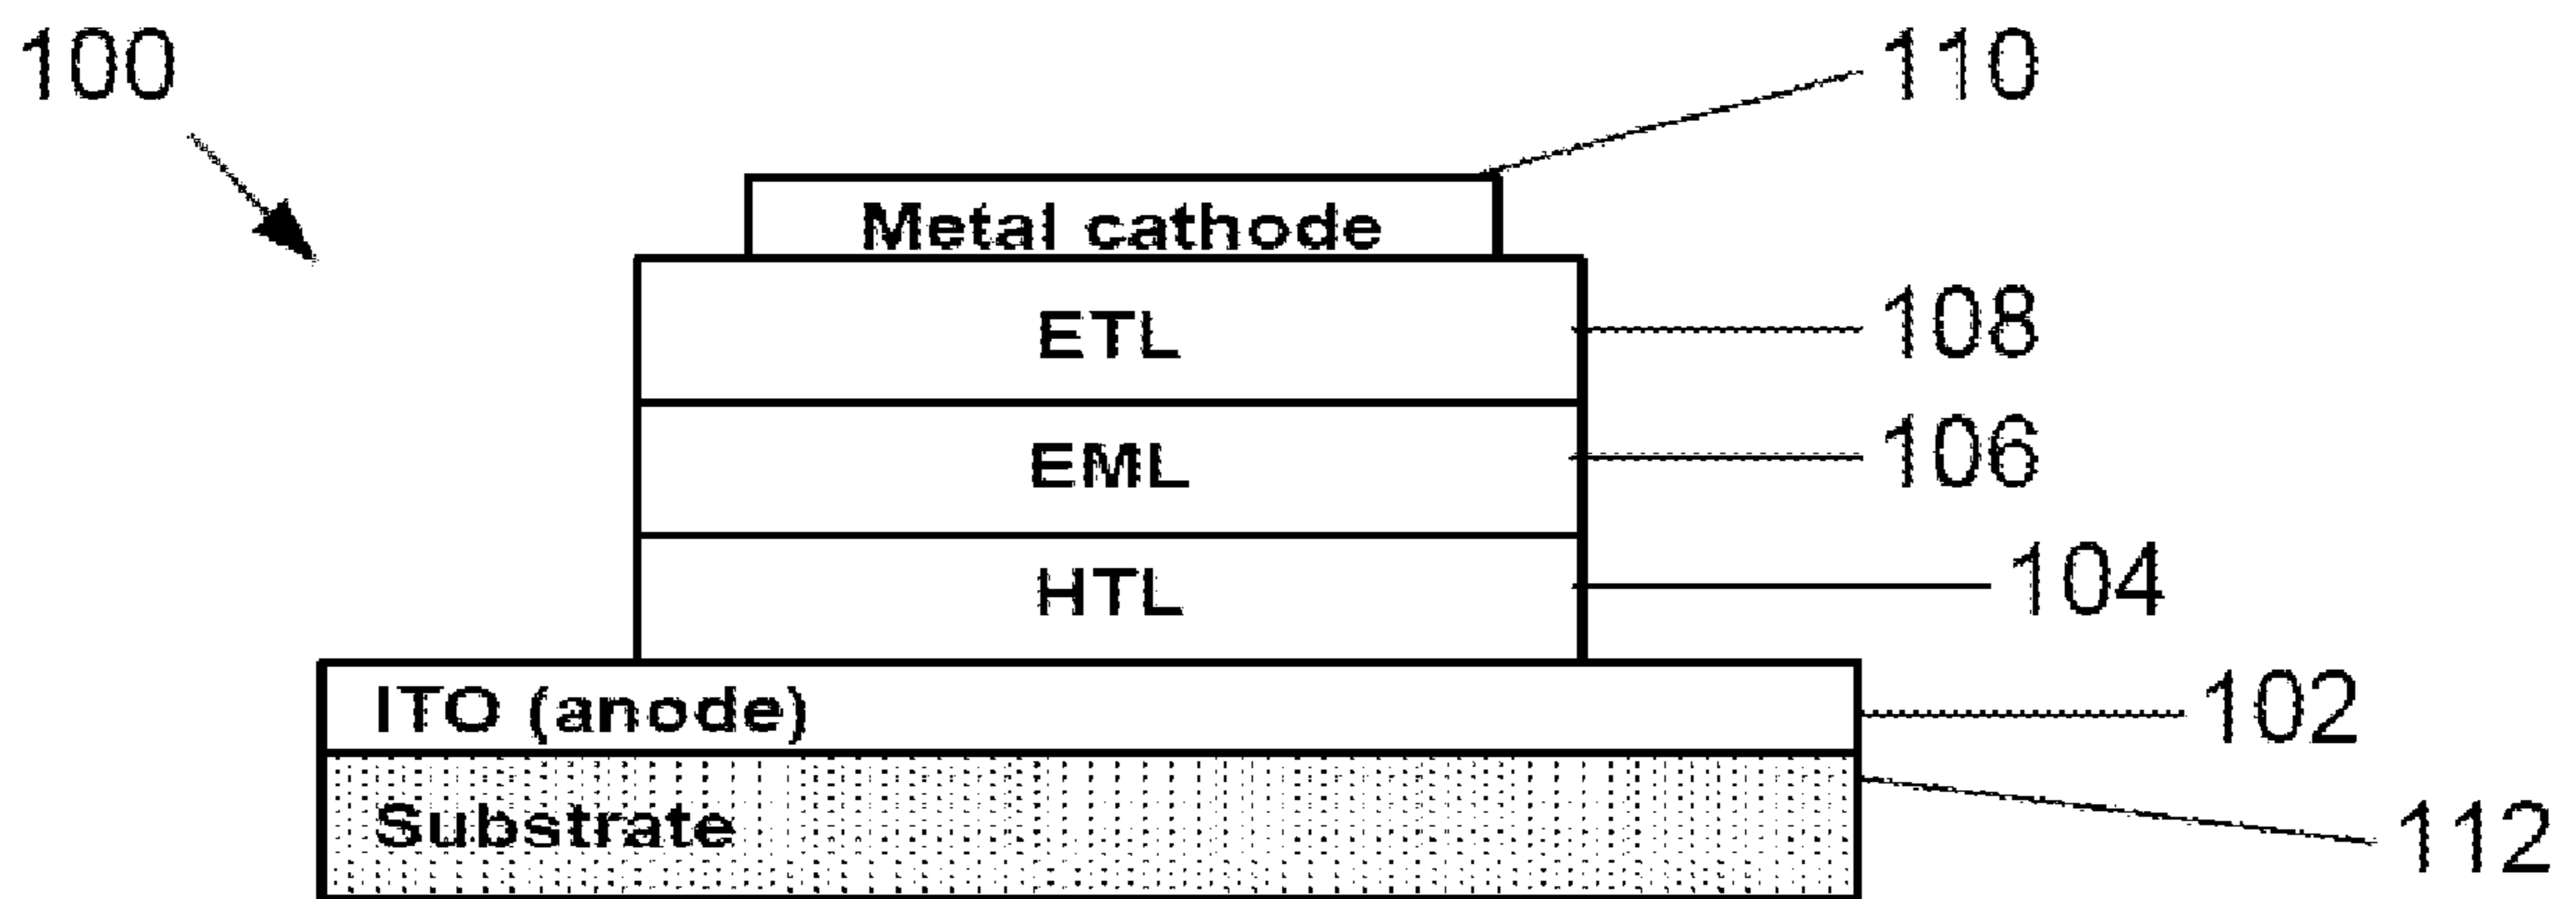 100
110
Metal cathode
ETL
108
EML
106
HTL
104
ITO (anode)
102
Substrate
112